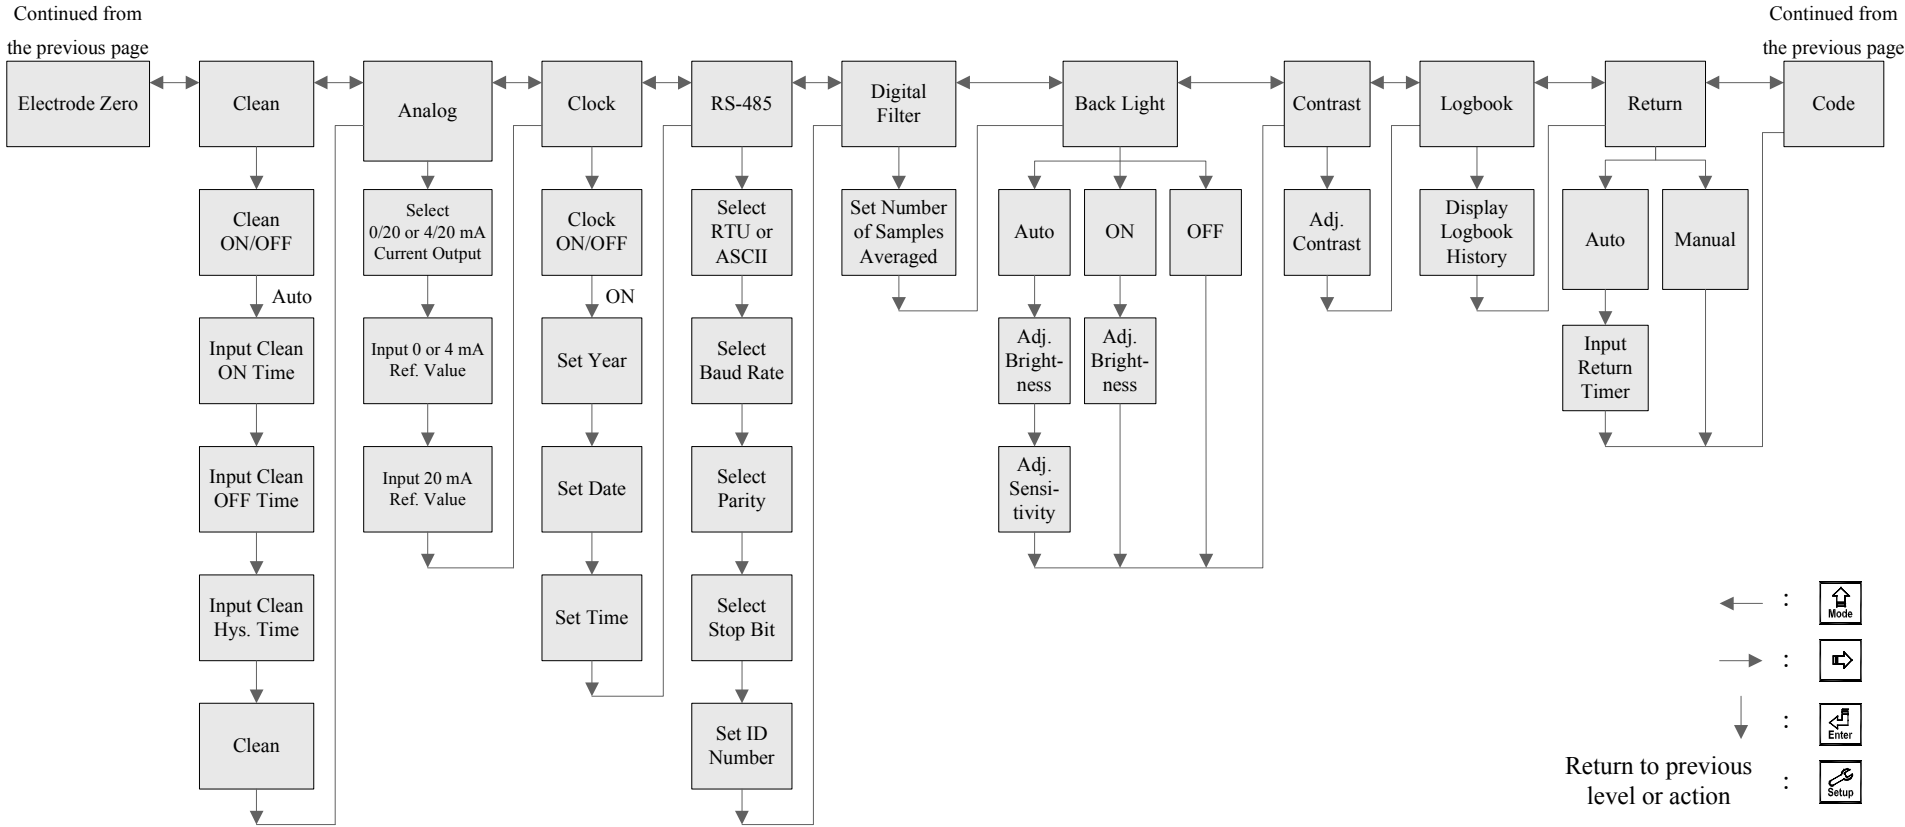 Continued from
the previous page
Continued from
the previous page
Electrode Zero
Clean
Analog
Clock
RS-485
Digital
Filter
Back Light
Contrast
Logbook
Return
Code
Clean
ON/OFF
Auto
Input Clean
ON Time
Input Clean
OFF Time
Input Clean
Hys. Time
Clean
Select
0/20 or 4/20 mA
Current Output
Input 0 or 4 mA
Ref. Value
Input 20 mA
Ref. Value
Clock
ON/OFF
ON
Set Year
Set Date
Set Time
Select
RTU or
ASCII
Select
Baud Rate
Select
Parity
Select
Stop Bit
Set ID
Number
Set Number
of Samples
Averaged
Auto
Adj.
Bright-
ness
Adj.
Sensi-
tivity
ON
Adj.
Bright-
ness
OFF
Adj.
Contrast
Display
Logbook
History
Auto
Input
Return
Timer
Manual
: Mode
:
: Enter
Return to previous
level or action
: Setup